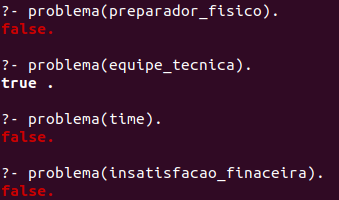 ?- problema(preparador_fisico).
false.
?- problema(equipe_tecnica).
true .
?- problema(time).
false.
?- problema(insatisfacao_finaceira).
false.